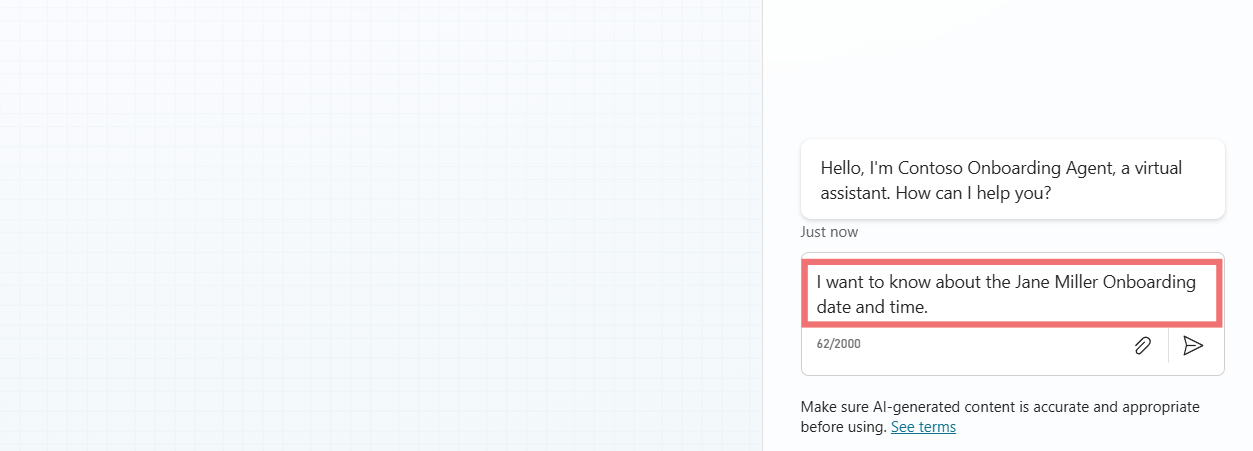 Hello, I'm Contoso Onboarding Agent, a virtual
assistant. How can I help you?
Just now
I want to know about the Jane Miller Onboarding
date and time.
62/2000
Make sure AI-generated content is accurate and appropriate
before using. See terms